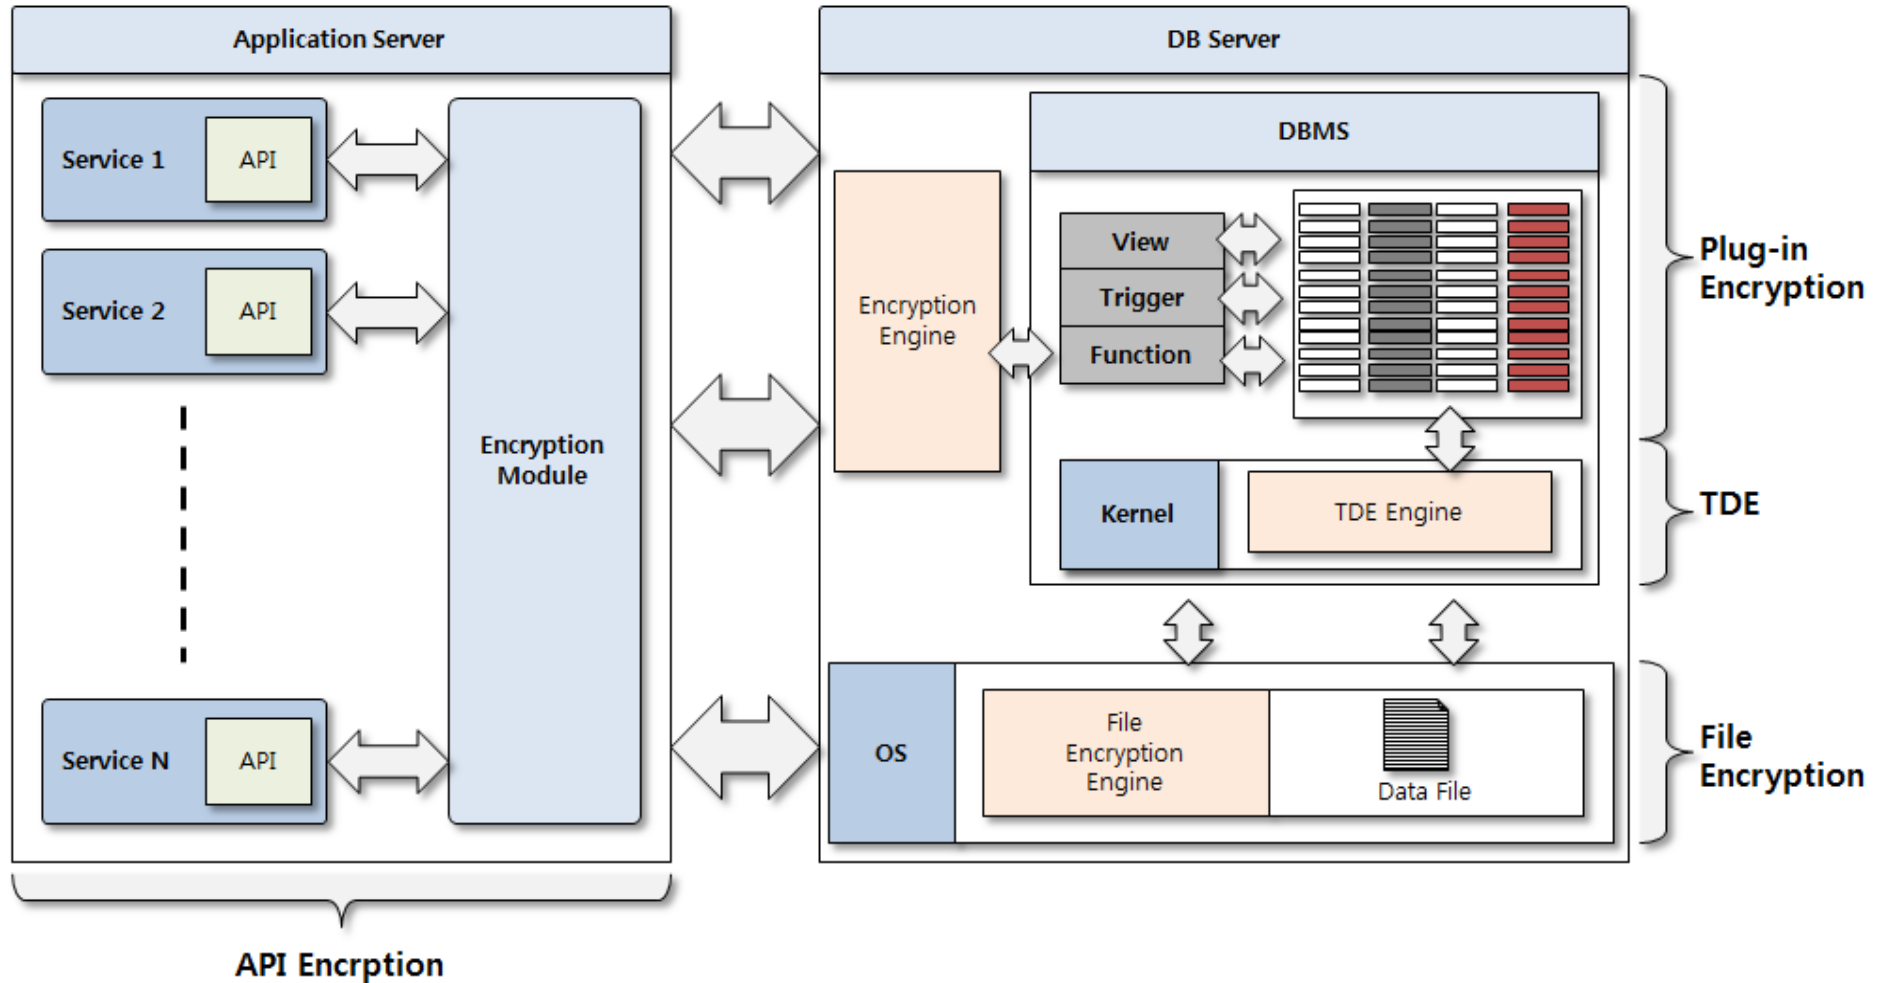 Application Server
Service 1
API
Service 2
API
Service N
API
Encryption
Module
API Encrption
DB Server
Encryption
Engine
DBMS
View
Trigger
Function
Kernel
TDE Engine
OS
File
Encryption
Engine
Data File
Plug-in
Encryption
TDE
File
Encryption